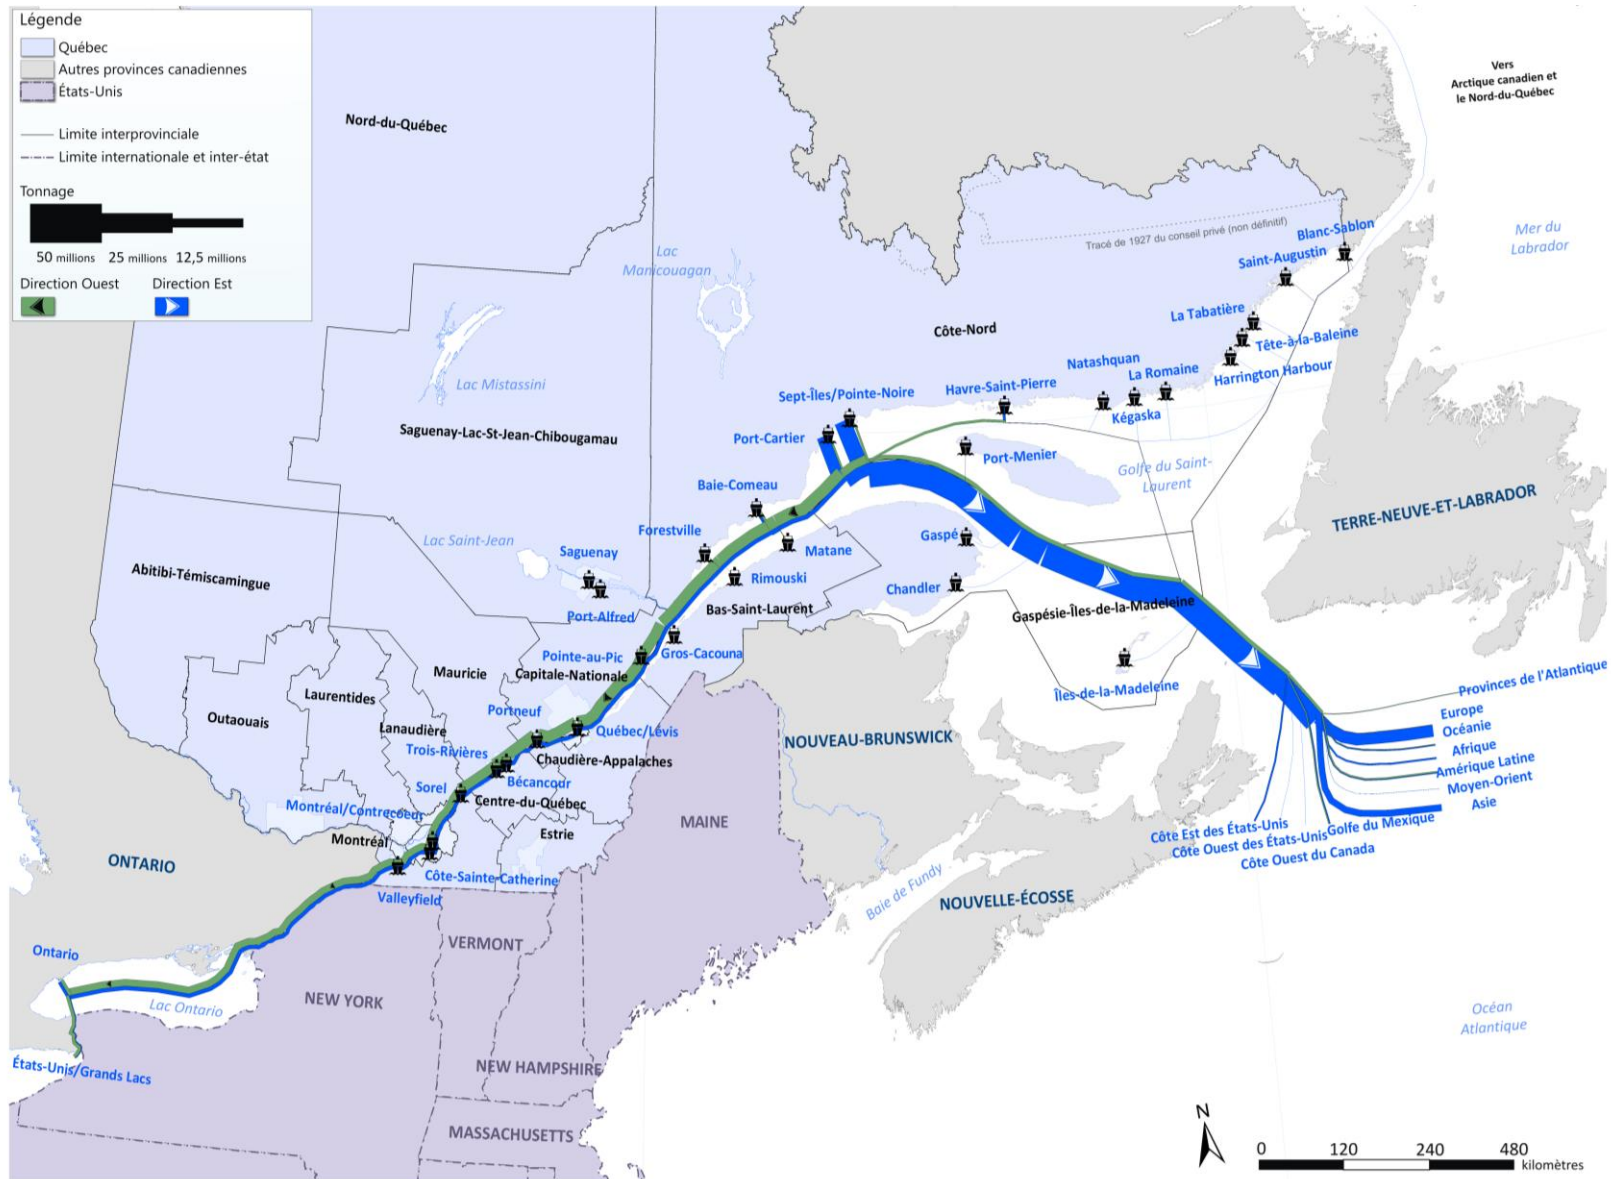 Légende
Québec
Autres provinces canadiennes
États-Unis
Limite interprovinciale
Limite internationale et inter-état
Tonnage
50 millions 25 millions 12,5 millions
Direction Ouest Direction Est
Vers
Arctique canadien et
le Nord-du-Québec
Nord-du-Québec
Lac
Manicouagan
Tracé de 1927 du conseil privé (non définitif)
Blanc-Sablon
Mer du
Labrador
Saint-Augustin
La Tabatière
Côte-Nord
Tête-à-la-Baleine
Natashquan
La Romaine
Harrington Harbour
Lac Mistassini
Havre-Saint-Pierre
Sept-Îles/Pointe-Noire
Kégaska
Saguenay-Lac-St-Jean-Chibougamau
Port-Cartier
Port-Menier
Golfe du Saint-
Laurent
Baie-Comeau
TERRE-NEUVE-ET-LABRADOR
Forestville
Lac Saint-Jean
Saguenay
Matane
Gaspé
Abitibi-Témiscamingue
Rimouski
Chandler
Port-Alfred
Bas-Saint-Laurent
Gaspésie-Îles-de-la-Madeleine
Pointe-au-Pic
Gros-Cacouna
Mauricie
Capitale-Nationale
Îles-de-la-Madeleine
Laurentides
Outaouais
Portneuf
Lanaudière
Québec/Lévis
Trois-Rivières
Chaudière-Appalaches
NOUVEAU-BRUNSWICK
Provinces de l'Atlantique
Europe
Océanie
Afrique
Amérique Latine
Moyen-Orient
Asie
Sorel
Bécancour
Centre-du-Québec
Montréal/Contrecoeur
Montréal
Estrie
MAINE
Côte Est des États-Unis
Golfe du Mexique
Côte Ouest des États-Unis
Côte Ouest du Canada
ONTARIO
Côte-Sainte-Catherine
Valleyfield
Baie de Fundy
NOUVELLE-ÉCOSSE
Ontario
VERMONT
NEW YORK
Lac Ontario
Océan
Atlantique
États-Unis/Grands Lacs
NEW HAMPSHIRE
MASSACHUSETTS
N
0 120 240 480
kilomètres